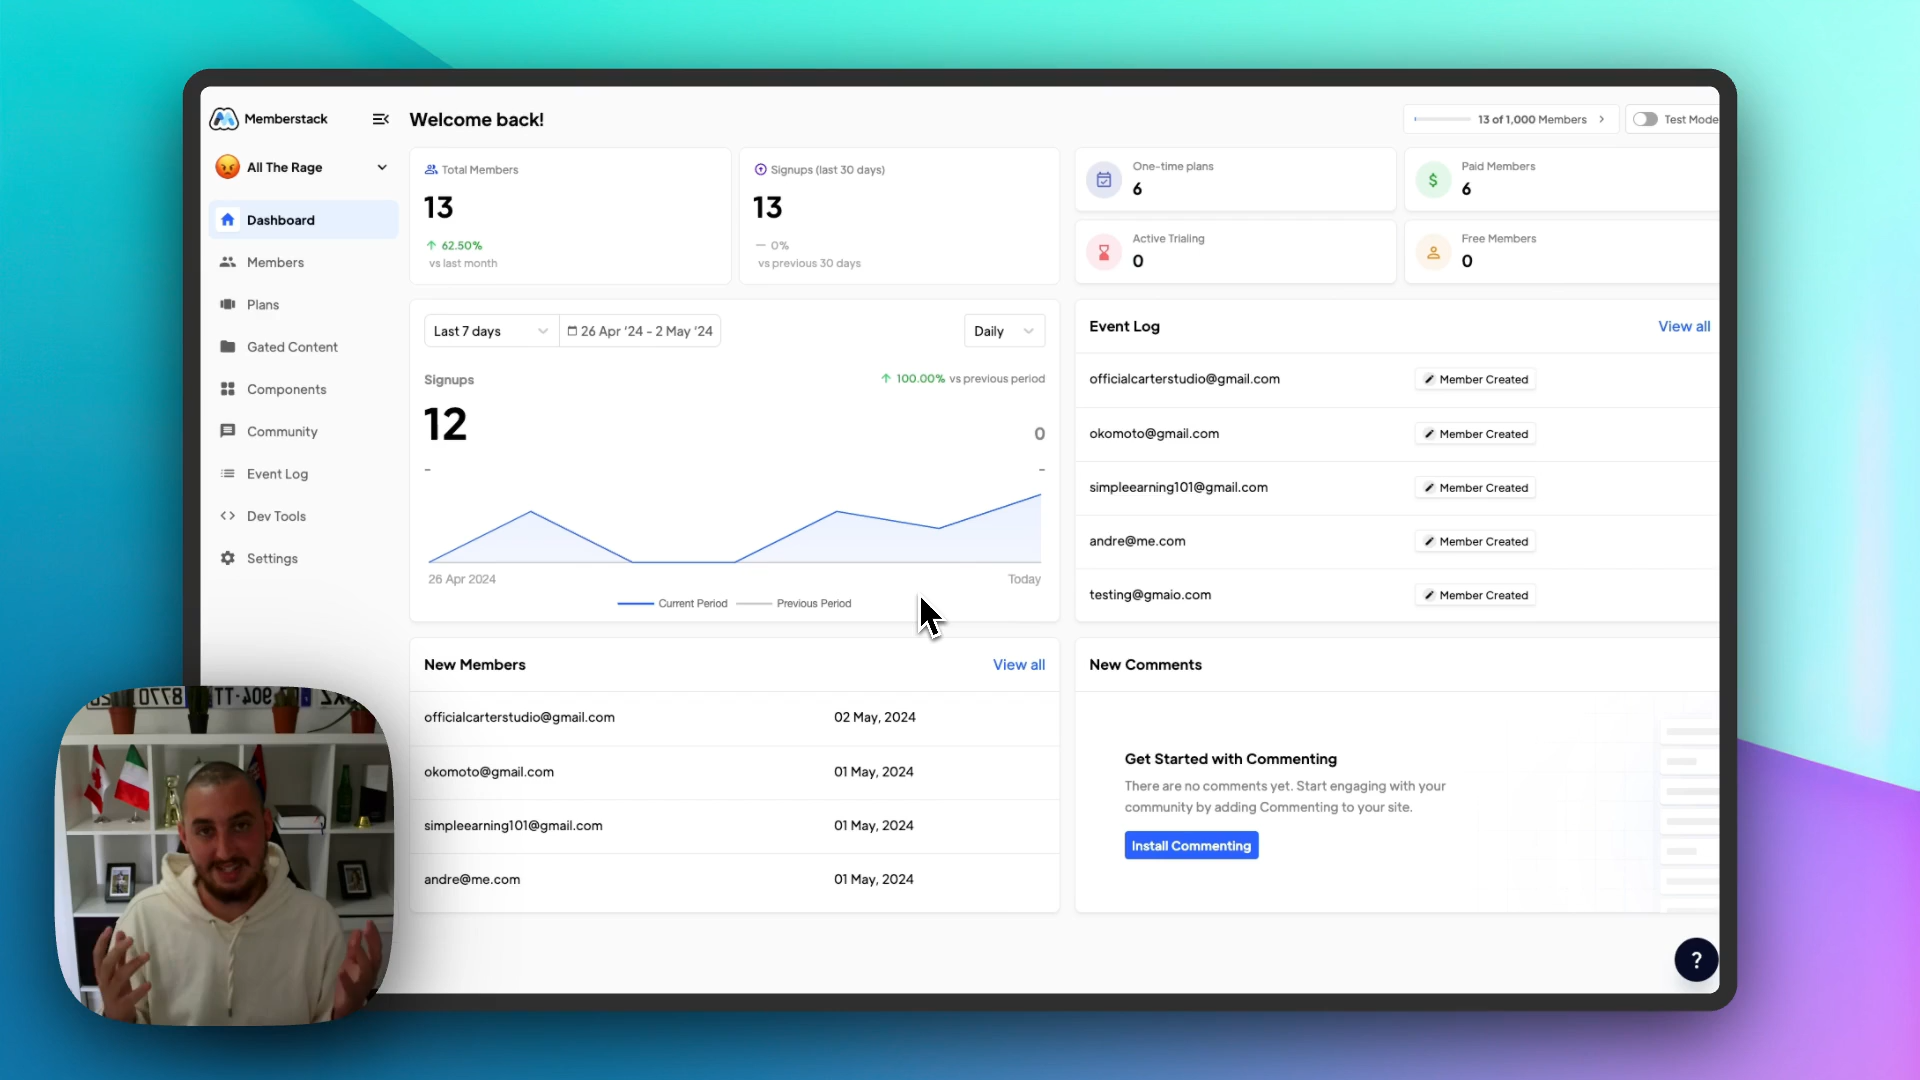 Memberstack
All The Rage
Dashboard
Members
Plans
Gated Content
Components
Community
Event Log
Dev Tools
Settings
Welcome back!
13 of 1,000 Members
Test Mode
Total Members
13
62.50%
vs last month
Signups (last 30 days)
13
0%
vs previous 30 days
One-time plans
6
Paid Members
6
Active Trialing
0
Free Members
0
Last 7 days
26 Apr '24 - 2 May '24
Daily
Signups
100.00% vs previous period
12
0
-
-
26 Apr 2024
Today
Current Period
Previous Period
Event Log
View all
officialcarterstudio@gmail.com
Member Created
okomoto@gmail.com
Member Created
simpleearning101@gmail.com
Member Created
andre@me.com
Member Created
testing@gmaio.com
Member Created
New Members
View all
officialcarterstudio@gmail.com
02 May, 2024
okomoto@gmail.com
01 May, 2024
simpleearning101@gmail.com
01 May, 2024
andre@me.com
01 May, 2024
New Comments
Get Started with Commenting
There are no comments yet. Start engaging with your
community by adding Commenting to your site.
Install Commenting
?